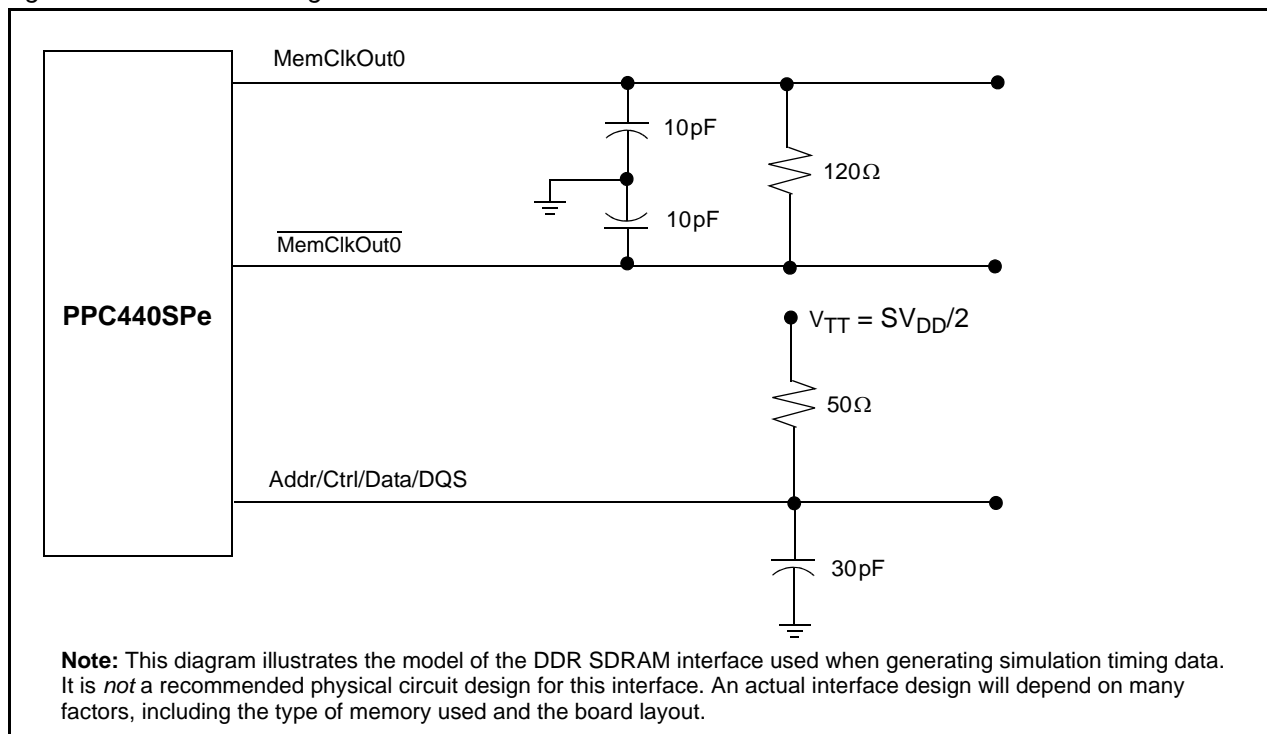 MemClkOut0
10pF
120Ω
10pF
MemClkOut0
PPC440SPe
VTT = SVDD/2
50Ω
Addr/Ctrl/Data/DQS
30pF
Note: This diagram illustrates the model of the DDR SDRAM interface used when generating simulation timing data.
It is not a recommended physical circuit design for this interface. An actual interface design will depend on many
factors, including the type of memory used and the board layout.